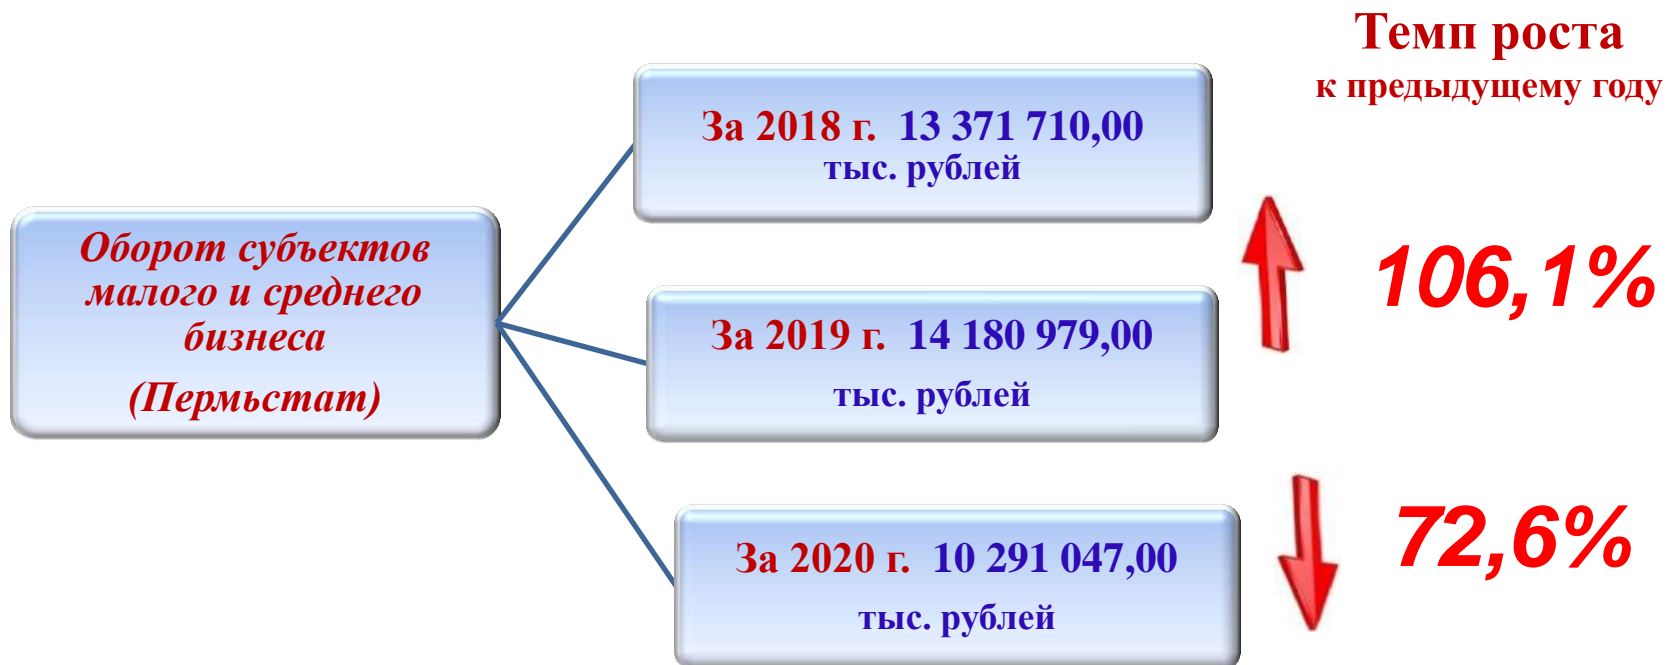 Темп роста
к предыдущему году
За 2018 г. 13 371 710,00
тыс. рублей
Оборот субъектов
малого и среднего
бизнеса
(Пермьстат)
106,1%
За 2019 г. 14 180 979,00
тыс. рублей
72,6%
За 2020 г. 10 291 047,00
тыс. рублей